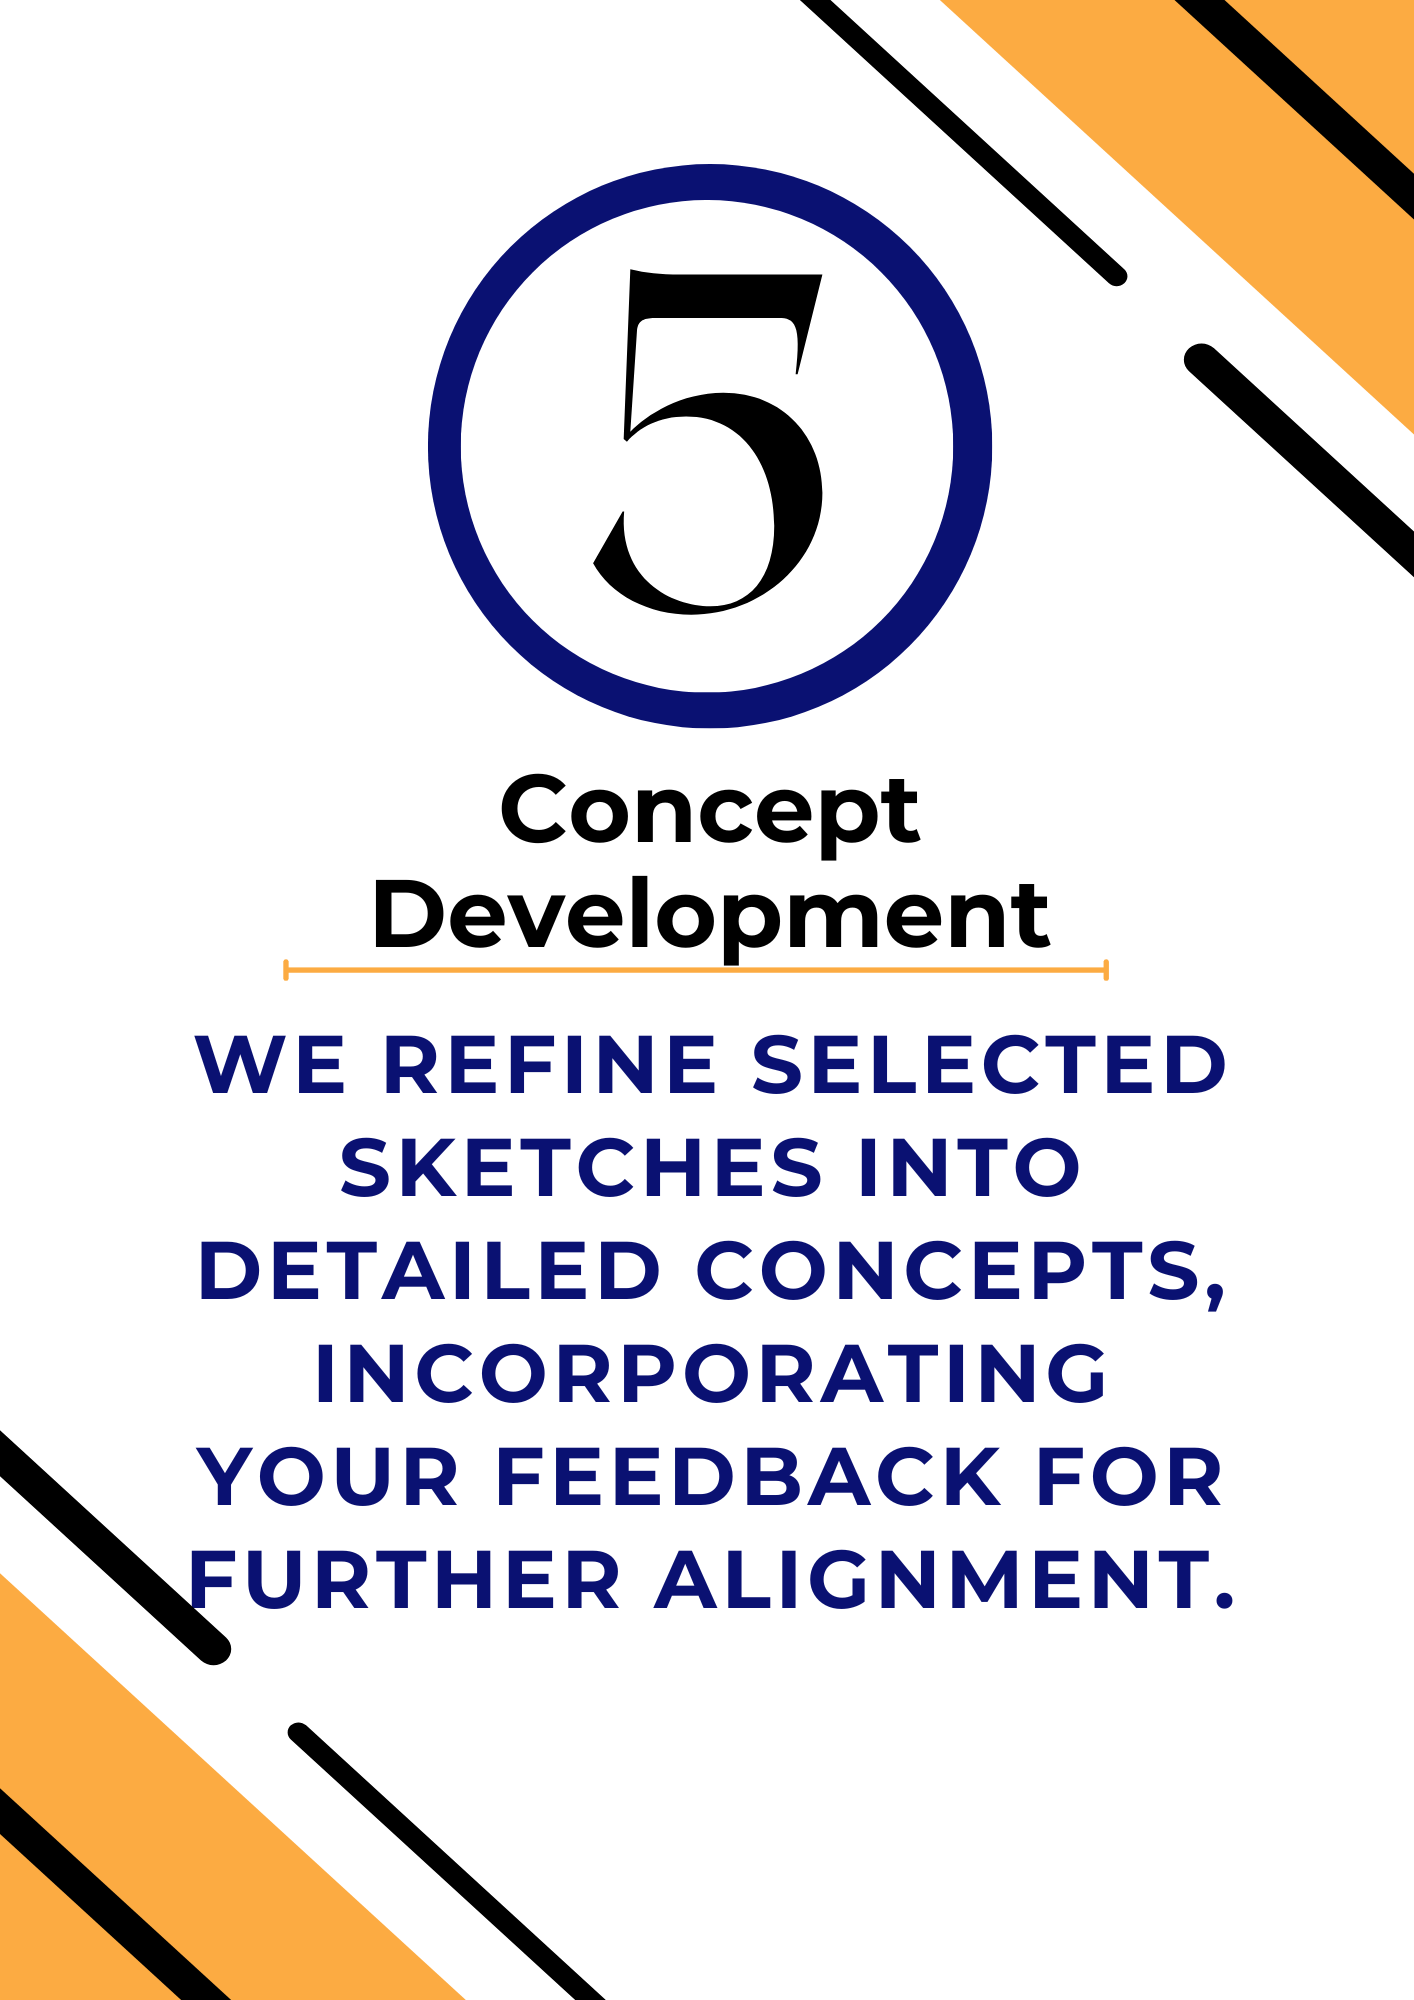 5
Concept
Development
WE REFINE SELECTED
SKETCHES INTO
DETAILED CONCEPTS,
INCORPORATING
YOUR FEEDBACK FOR
FURTHER ALIGNMENT.